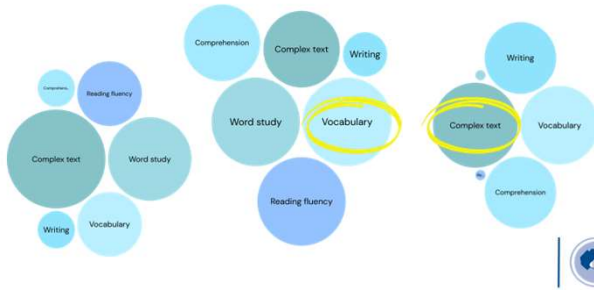 Comprehension
Complex text
Writing
Word study
Vocabulary
Reading fluency
Reading fluency
Complex text
Word study
Writing
Vocabulary
Writing
Complex text
Vocabulary
Comprehension